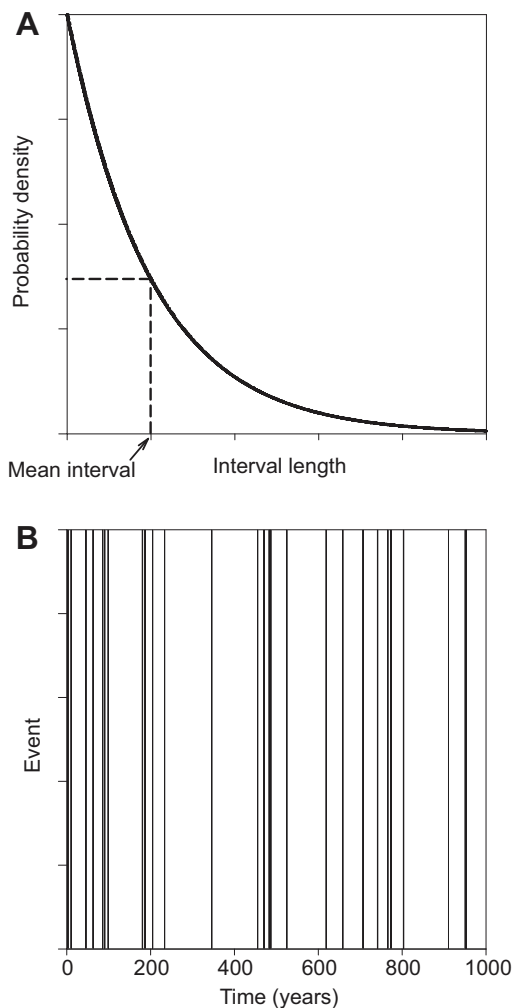 A
Probability density
Mean interval
Interval length
B
Event
0 200 400 600 800 1000
Time (years)